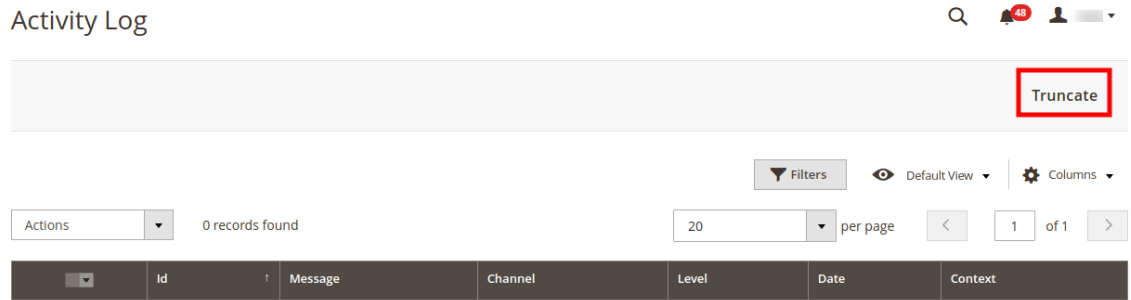 Activity Log
48
Truncate
Filters
Default View
Columns
Actions
0 records found
20
per page
1
of 1
Id ↑ Message Channel Level Date Context